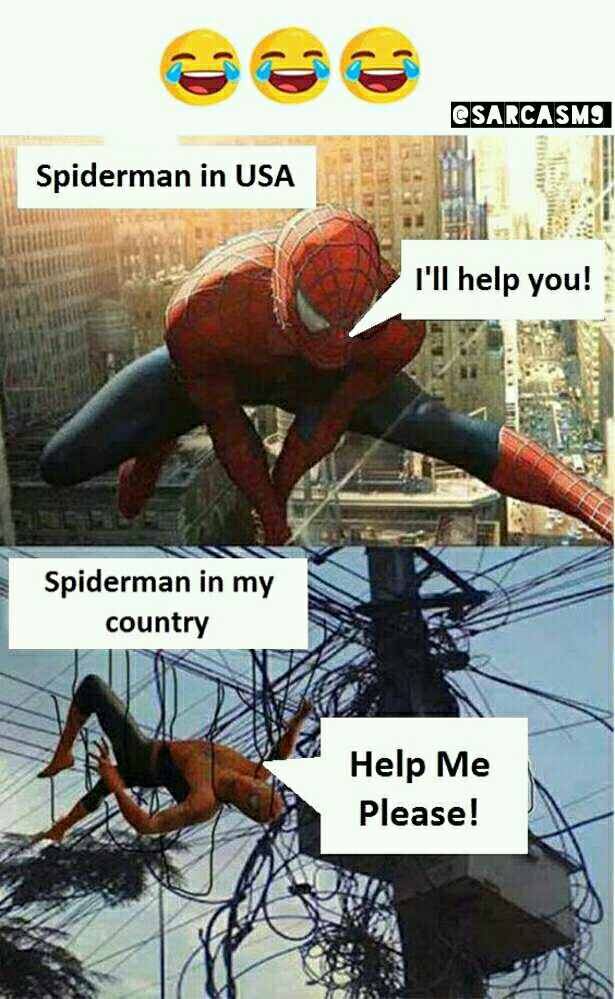 @SARCASM9
Spiderman in USA
I'll help you!
Spiderman in my
country
Help Me
Please!